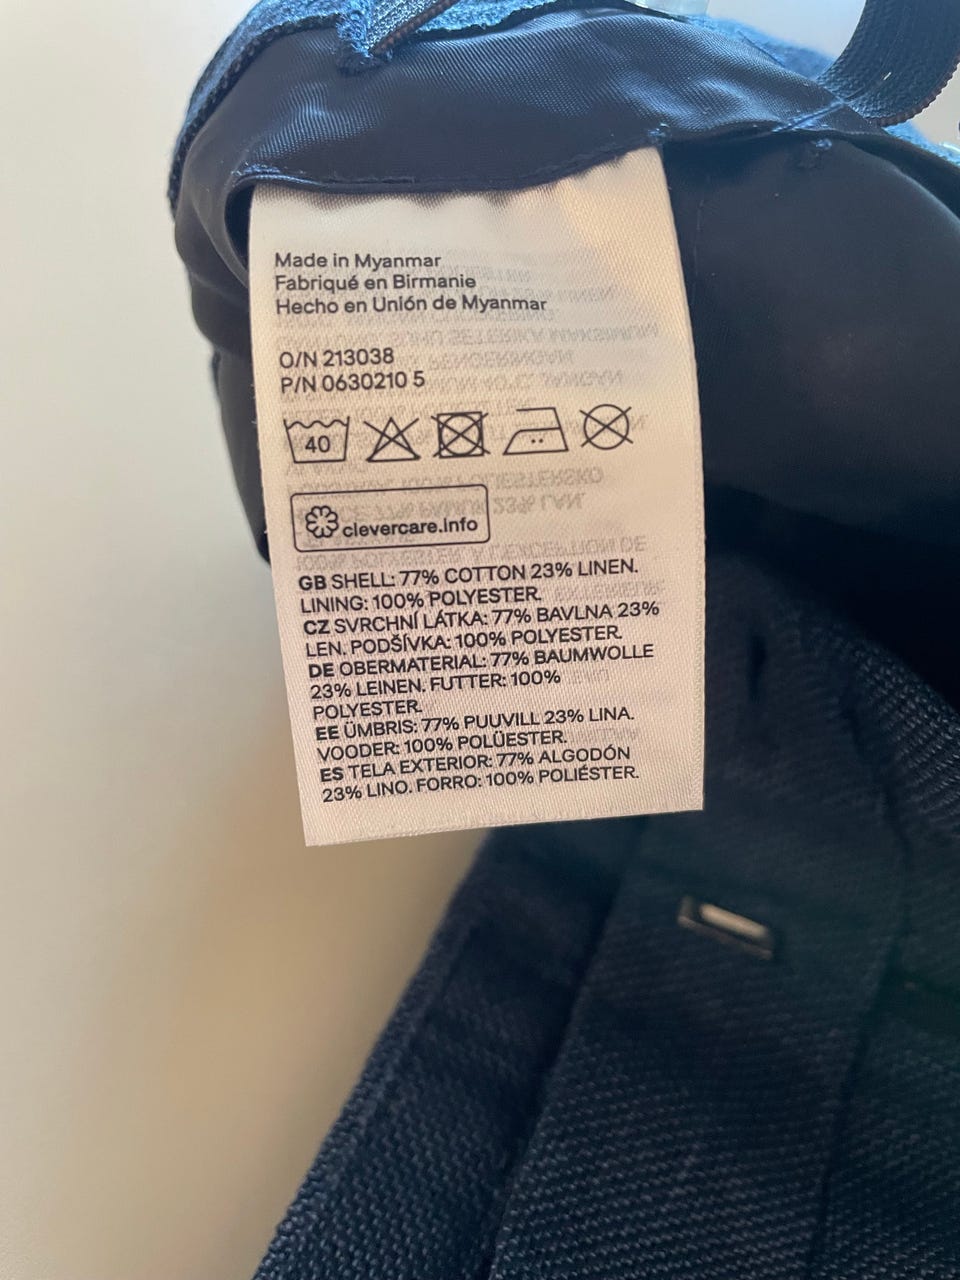 Made in Myanmar
Fabriqué en Birmanie
Hecho en Unión de Myanmar
O/N 213038
P/N 0630210 5
40
clevercare.info
GB SHELL: 77% COTTON 23% LINEN.
LINING: 100% POLYESTER.
CZ SVRCHNÍ LÁTKA: 77% BAVLNA 23%
LEN. PODŠÍVKA: 100% POLYESTER.
DE OBERMATERIAL: 77% BAUMWOLLE
23% LEINEN. FUTTER: 100%
POLYESTER.
EE ÜMBRIS: 77% PUUVILL 23% LINA.
VOODER: 100% POLÜESTER.
ES TELA EXTERIOR: 77% ALGODÓN
23% LINO. FORRO: 100% POLIÉSTER.